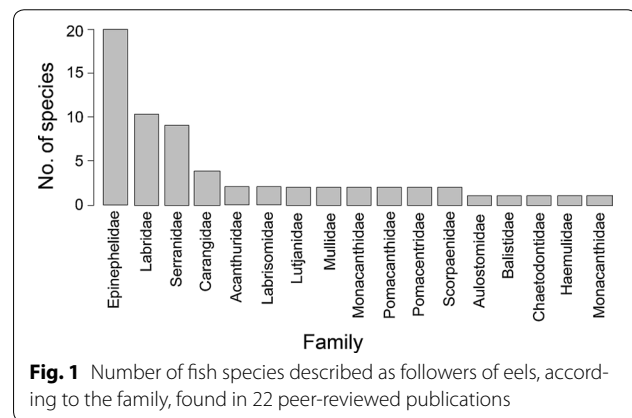 No. of species
20
15
10
5
0
Epinephelidae
Labridae
Serranidae
Carangidae
Acanthuridae
Labrisomidae
Lutjanidae
Mullidae
Monacanthidae
Pomacanthidae
Pomacentridae
Scorpaenidae
Aulostomidae
Balistidae
Chaetodontidae
Haemulidae
Monacanthidae
Family
Fig. 1 Number of fish species described as followers of eels, accord-
ing to the family, found in 22 peer-reviewed publications